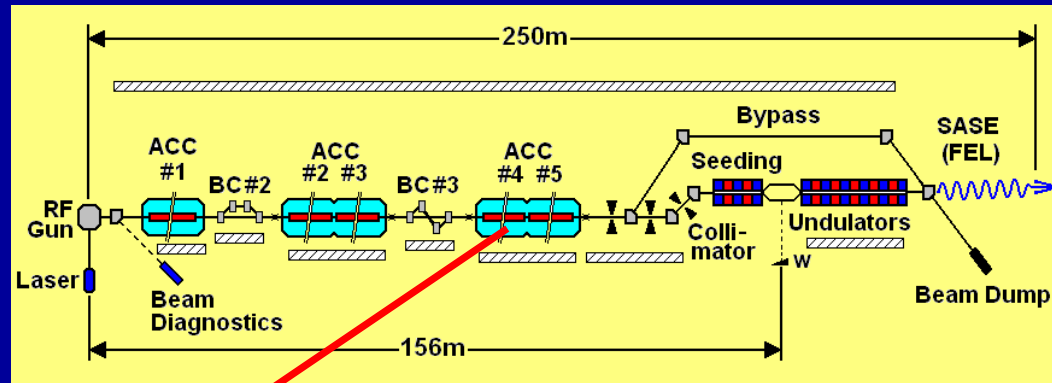 250m
Bypass
SASE
(FEL)
ACC
#1
BC#2
ACC
#2 #3
BC#3
ACC
#4 #5
Seeding
RF
Gun
Colli-
mator
Undulators
W
Laser
Beam
Diagnostics
Beam Dump
156m